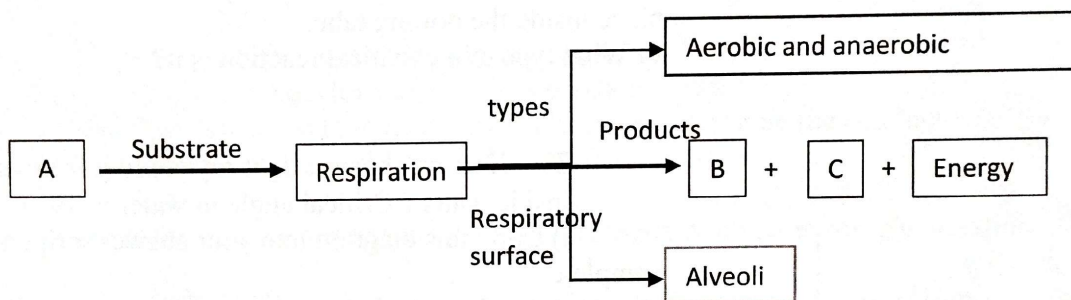 Aerobic and anaerobic
types
Products
Substrate
A
Respiration
B + C + Energy
Respiratory
surface
Alveoli